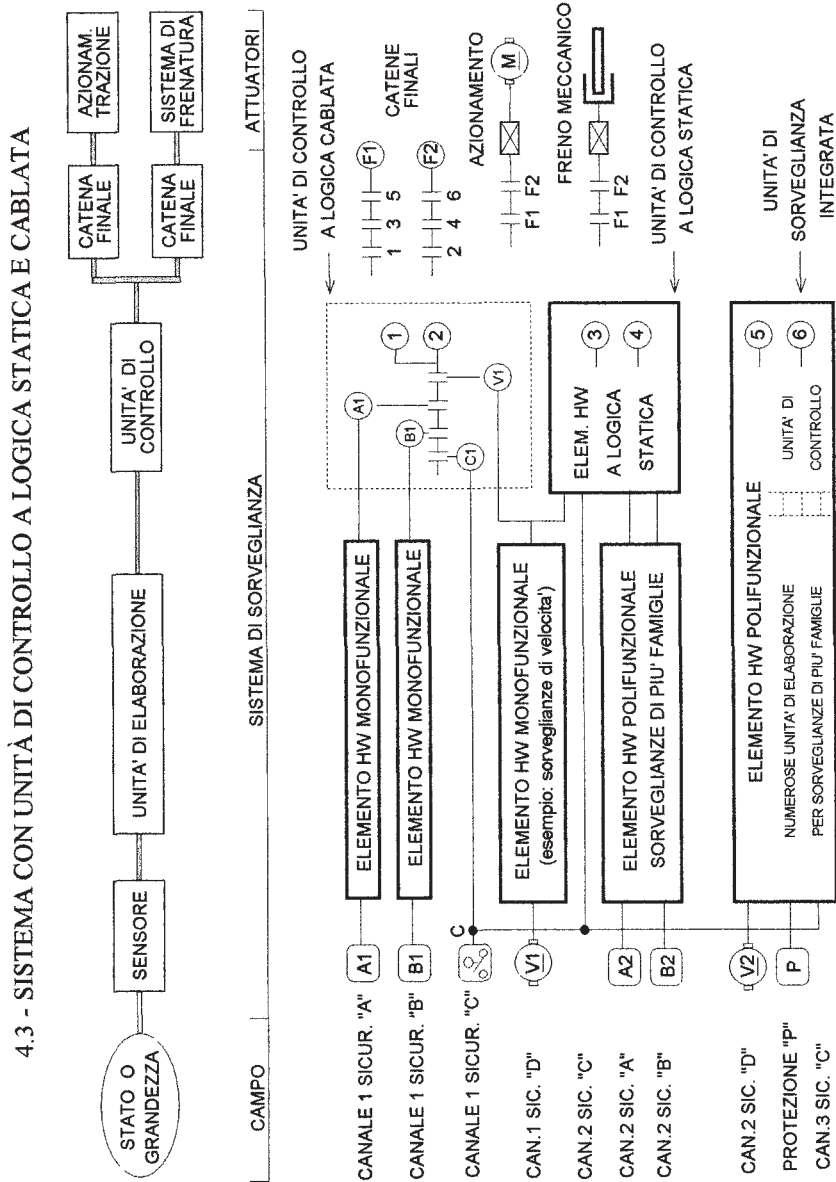 4.3 - SISTEMA CON UNITÀ DI CONTROLLO A LOGICA STATICA E CABLATA
STATO O
GRANDEZZA
SENSORE
UNITA' DI ELABORAZIONE
UNITA' DI
CONTROLLO
CATENA
FINALE
AZIONAM.
TRAZIONE
CATENA
FINALE
SISTEMA DI
FRENATURA
CAMPO
SISTEMA DI SORVEGLIANZA
ATTUATORI
CANALE 1 SICUR. "A"
A1
ELEMENTO HW MONOFUNZIONALE
A1
1
CANALE 1 SICUR. "B"
B1
ELEMENTO HW MONOFUNZIONALE
B1
2
CANALE 1 SICUR. "C"
C
C1
V1
UNITA' DI CONTROLLO
A LOGICA CABLATA
1 3 5
F1
2 4 6
F2
CATENE
FINALI
CAN.1 SIC. "D"
V1
ELEMENTO HW MONOFUNZIONALE
(esempio: sorveglianze di velocita')
AZIONAMENTO
F1 F2
M
CAN.2 SIC. "C"
CAN.2 SIC. "A"
A2
CAN.2 SIC. "B"
B2
ELEMENTO HW POLIFUNZIONALE
SORVEGLIANZE DI PIU' FAMIGLIE
ELEM. HW
A LOGICA
STATICA
3
4
FRENO MECCANICO
F1 F2
UNITA' DI CONTROLLO
A LOGICA STATICA
CAN.2 SIC. "D"
V2
PROTEZIONE "P"
P
CAN.3 SIC. "C"
ELEMENTO HW POLIFUNZIONALE
NUMEROSE UNITA' DI ELABORAZIONE
PER SORVEGLIANZE DI PIU' FAMIGLIE
UNITA' DI
CONTROLLO
5
6
UNITA' DI
SORVEGLIANZA
INTEGRATA